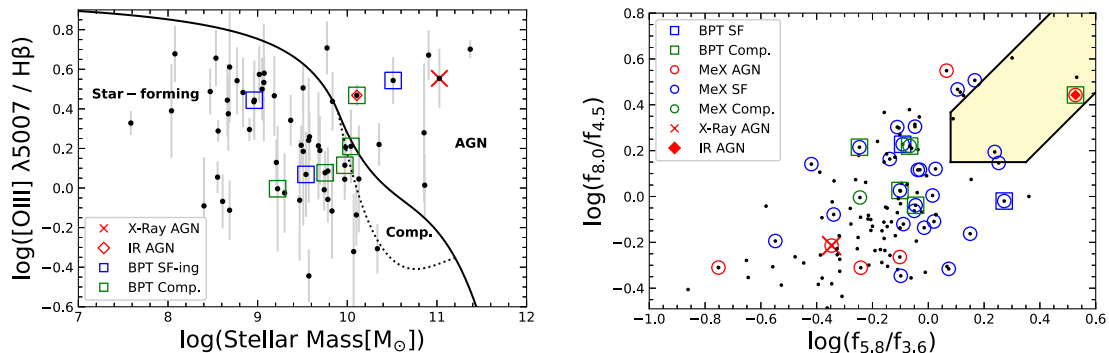 log([OIII] λ5007 / Hβ)
0.8
0.6
0.4
0.2
0.0
−0.2
−0.4
−0.6
Star−forming
AGN
Comp.
X-Ray AGN
IR AGN
BPT SF-ing
BPT Comp.
7 8 9 10 11 12
log(Stellar Mass[M⊙])
log(f8.0/f4.5)
0.8
0.6
0.4
0.2
0.0
−0.2
−0.4
−0.6
BPT SF
BPT Comp.
MeX AGN
MeX SF
MeX Comp.
X-Ray AGN
IR AGN
−1.0 −0.8 −0.6 −0.4 −0.2 0.0 0.2 0.4 0.6
log(f5.8/f3.6)